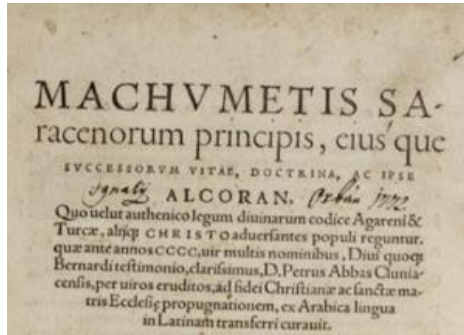 MACHVMETIS SA-
racenorum principis, eius que
SVCCESSORVM VITAE, DOCTRINA, AC IPSE
ALCORAN.
Quo uelut authenico legum diuinarum codice Agareni &
Turcæ, alijq; CHRISTO aduersantes populi reguntur.
quæ ante annos CCCC, uir multis nominibus, Diui quoq;
Bernardi testimonio, clarissimus, D. Petrus Abbas Clunia-
censis, per uiros eruditos, ad fidei Christianæ ac sanctæ ma-
tris Ecclesię propugnationem, ex Arabica lingua
in Latinam transferri curauit.